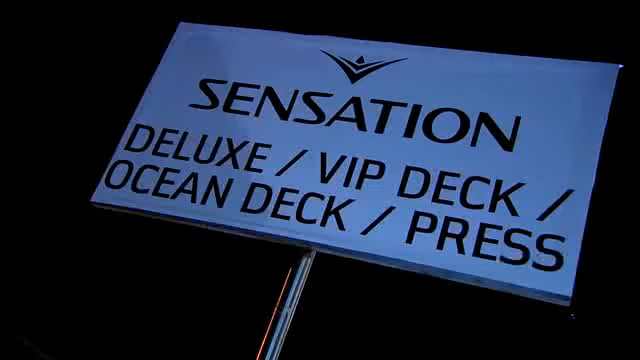 SENSATION
DELUXE / VIP DECK /
OCEAN DECK / PRESS